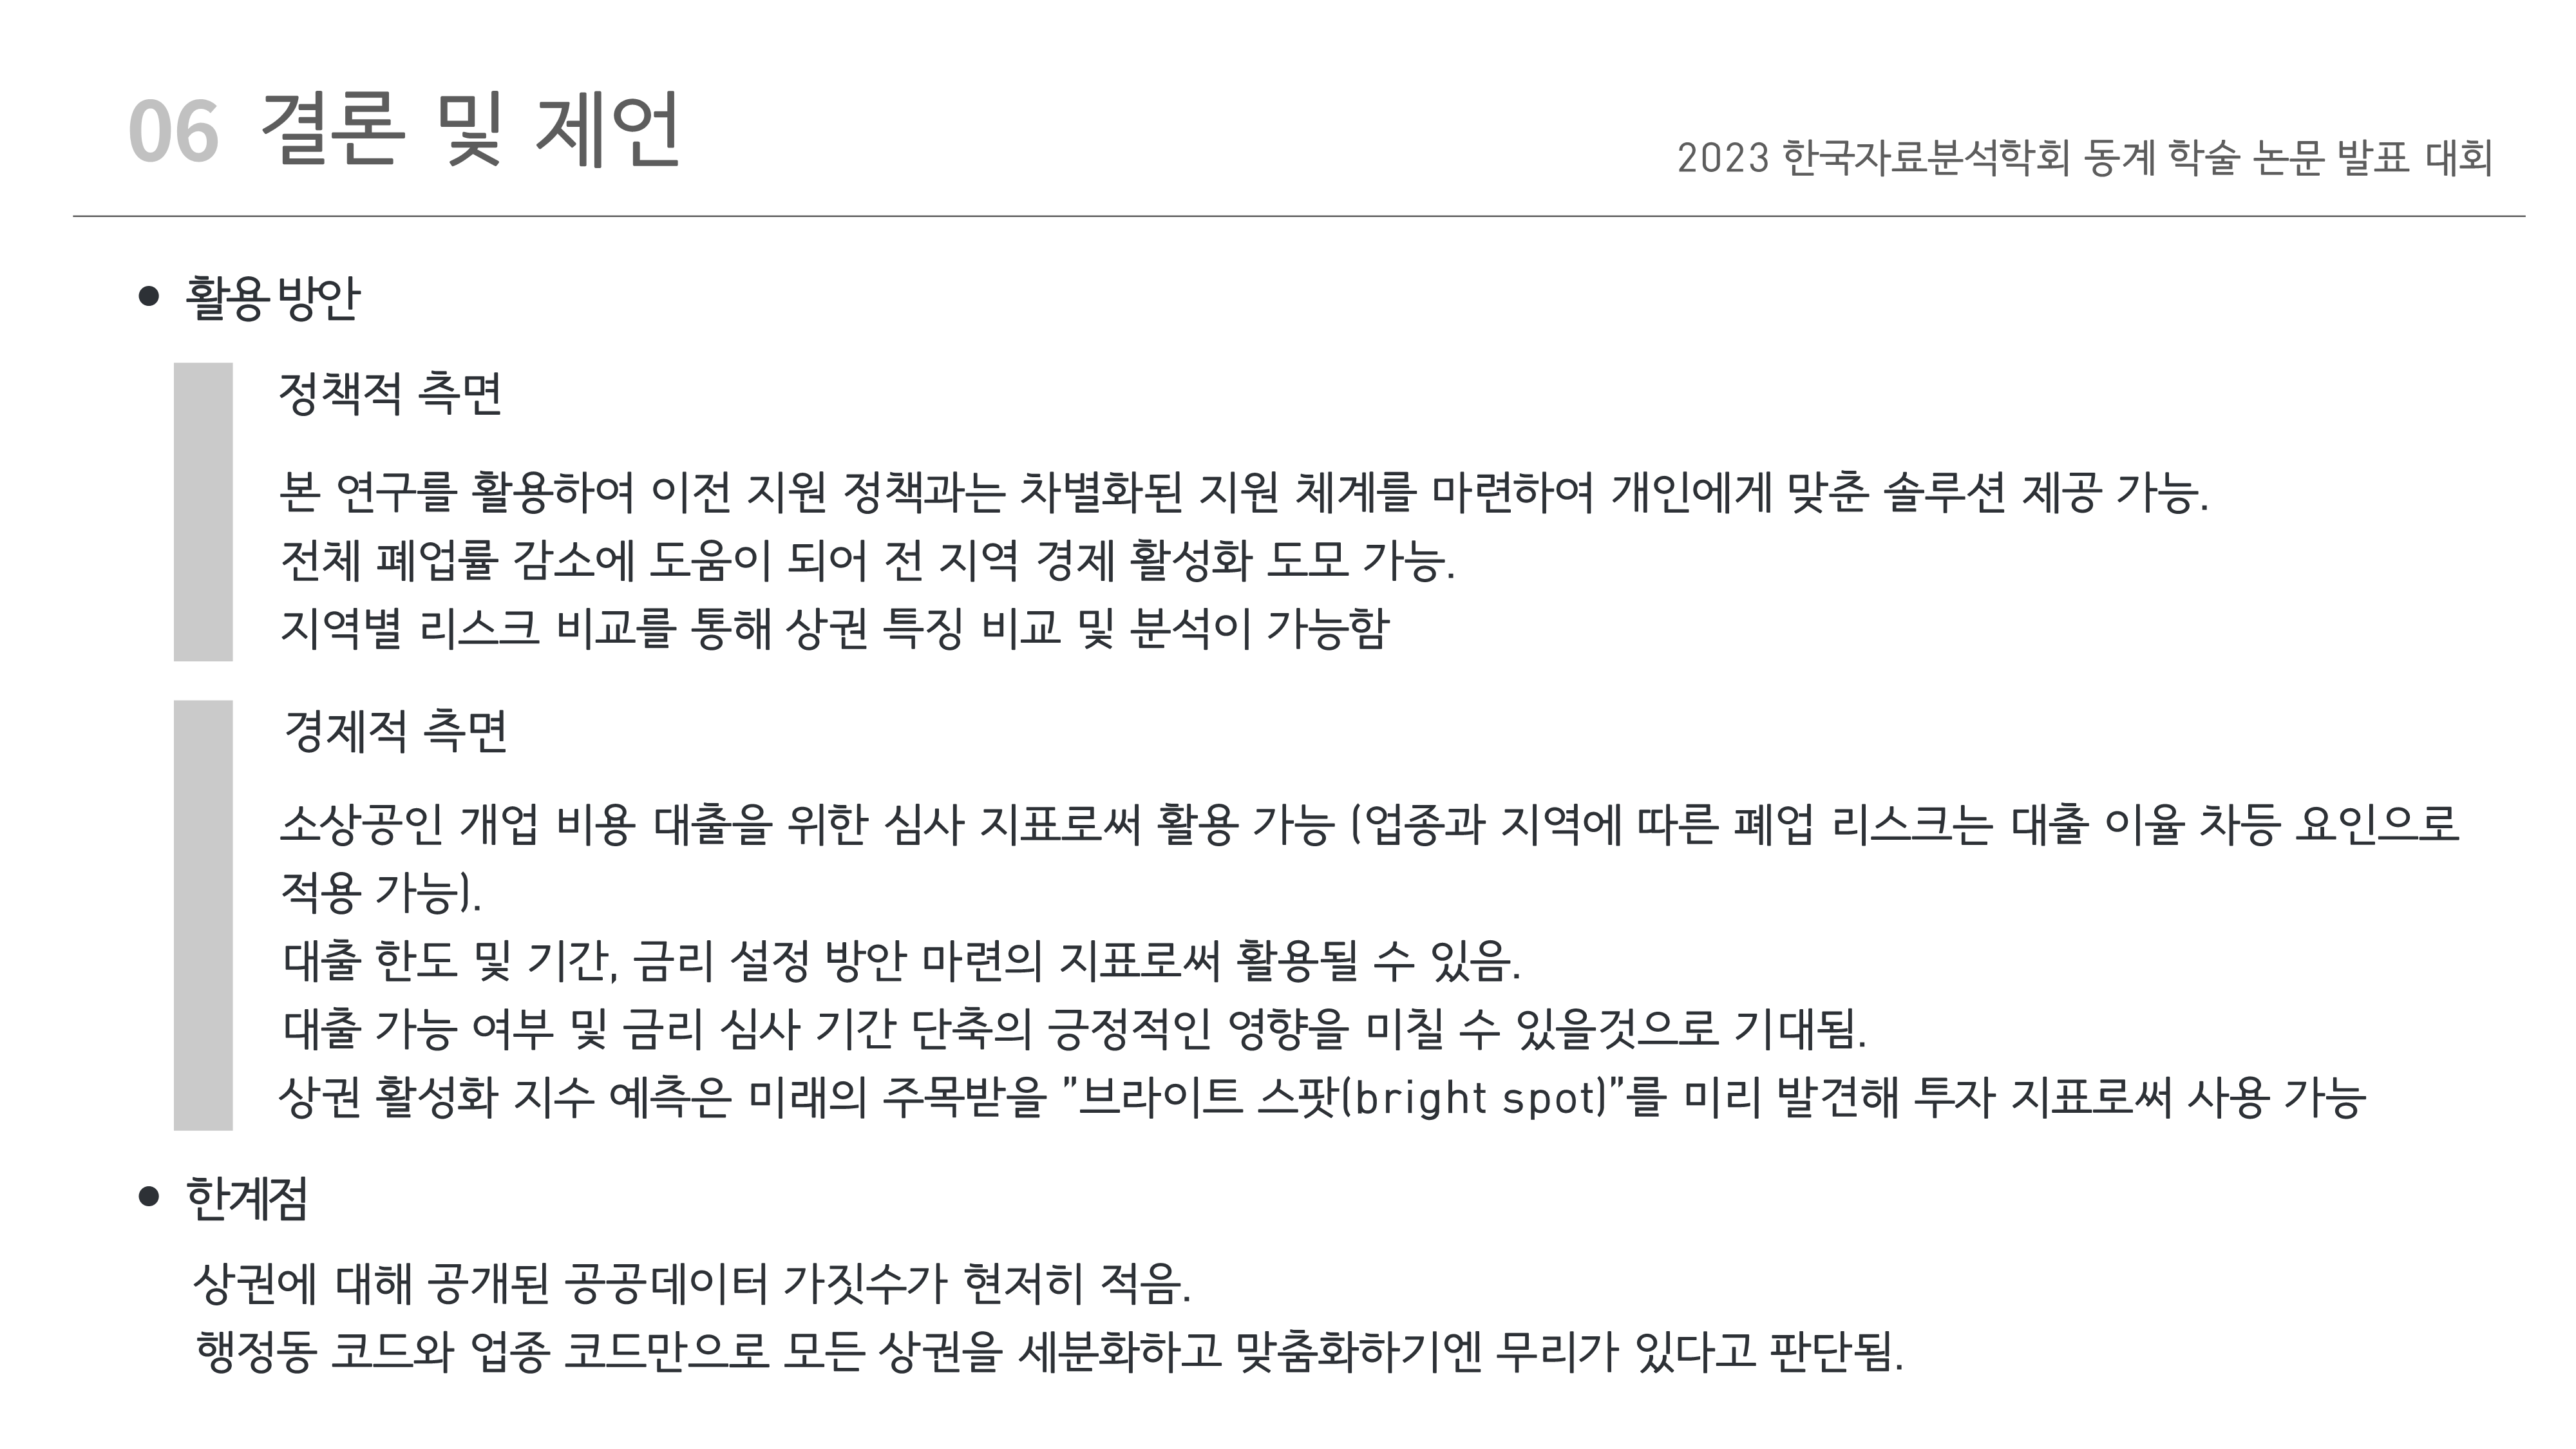 06 결론 및 제언
2023 한국자료분석학회 동계 학술 논문 발표 대회
● 활용 방안
정책적 측면
본 연구를 활용하여 이전 지원 정책과는 차별화된 지원 체계를 마련하여 개인에게 맞춘 솔루션 제공 가능.
전체 폐업률 감소에 도움이 되어 전 지역 경제 활성화 도모 가능.
지역별 리스크 비교를 통해 상권 특징 비교 및 분석이 가능함
경제적 측면
소상공인 개업 비용 대출을 위한 심사 지표로써 활용 가능 (업종과 지역에 따른 폐업 리스크는 대출 이율 차등 요인으로
적용 가능).
대출 한도 및 기간, 금리 설정 방안 마련의 지표로써 활용될 수 있음.
대출 가능 여부 및 금리 심사 기간 단축의 긍정적인 영향을 미칠 수 있을것으로 기대됨.
상권 활성화 지수 예측은 미래의 주목받을 ”브라이트 스팟(bright spot)”를 미리 발견해 투자 지표로써 사용 가능
● 한계점
상권에 대해 공개된 공공데이터 가짓수가 현저히 적음.
행정동 코드와 업종 코드만으로 모든 상권을 세분화하고 맞춤화하기엔 무리가 있다고 판단됨.